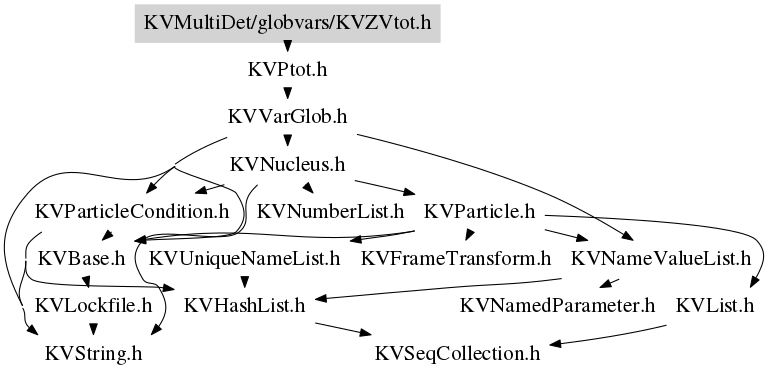 KVMultiDet/globvars/KVZVtot.h
KVPtot.h
KVVarGlob.h
KVNucleus.h
KVParticleCondition.h KVNumberList.h KVParticle.h
KVBase.h KVUniqueNameList.h KVFrameTransform.h KVNameValueList.h
KVLockfile.h KVHashList.h KVNamedParameter.h KVList.h
KVString.h KVSeqCollection.h